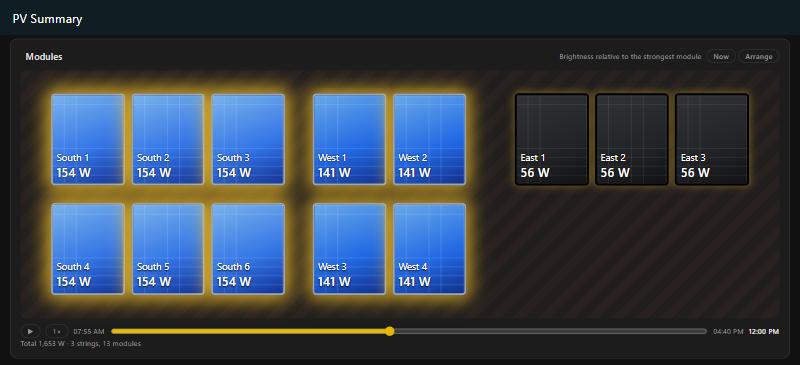 PV Summary
Modules
Brightness relative to the strongest module Now Arrange
South 1 South 2 South 3 West 1 West 2 East 1 East 2 East 3
154 W 154 W 154 W 141 W 141 W 56 W 56 W 56 W
South 4 South 5 South 6 West 3 West 4
154 W 154 W 154 W 141 W 141 W
1× 07:55 AM 04:40 PM 12:00 PM
Total 1,653 W · 3 strings, 13 modules